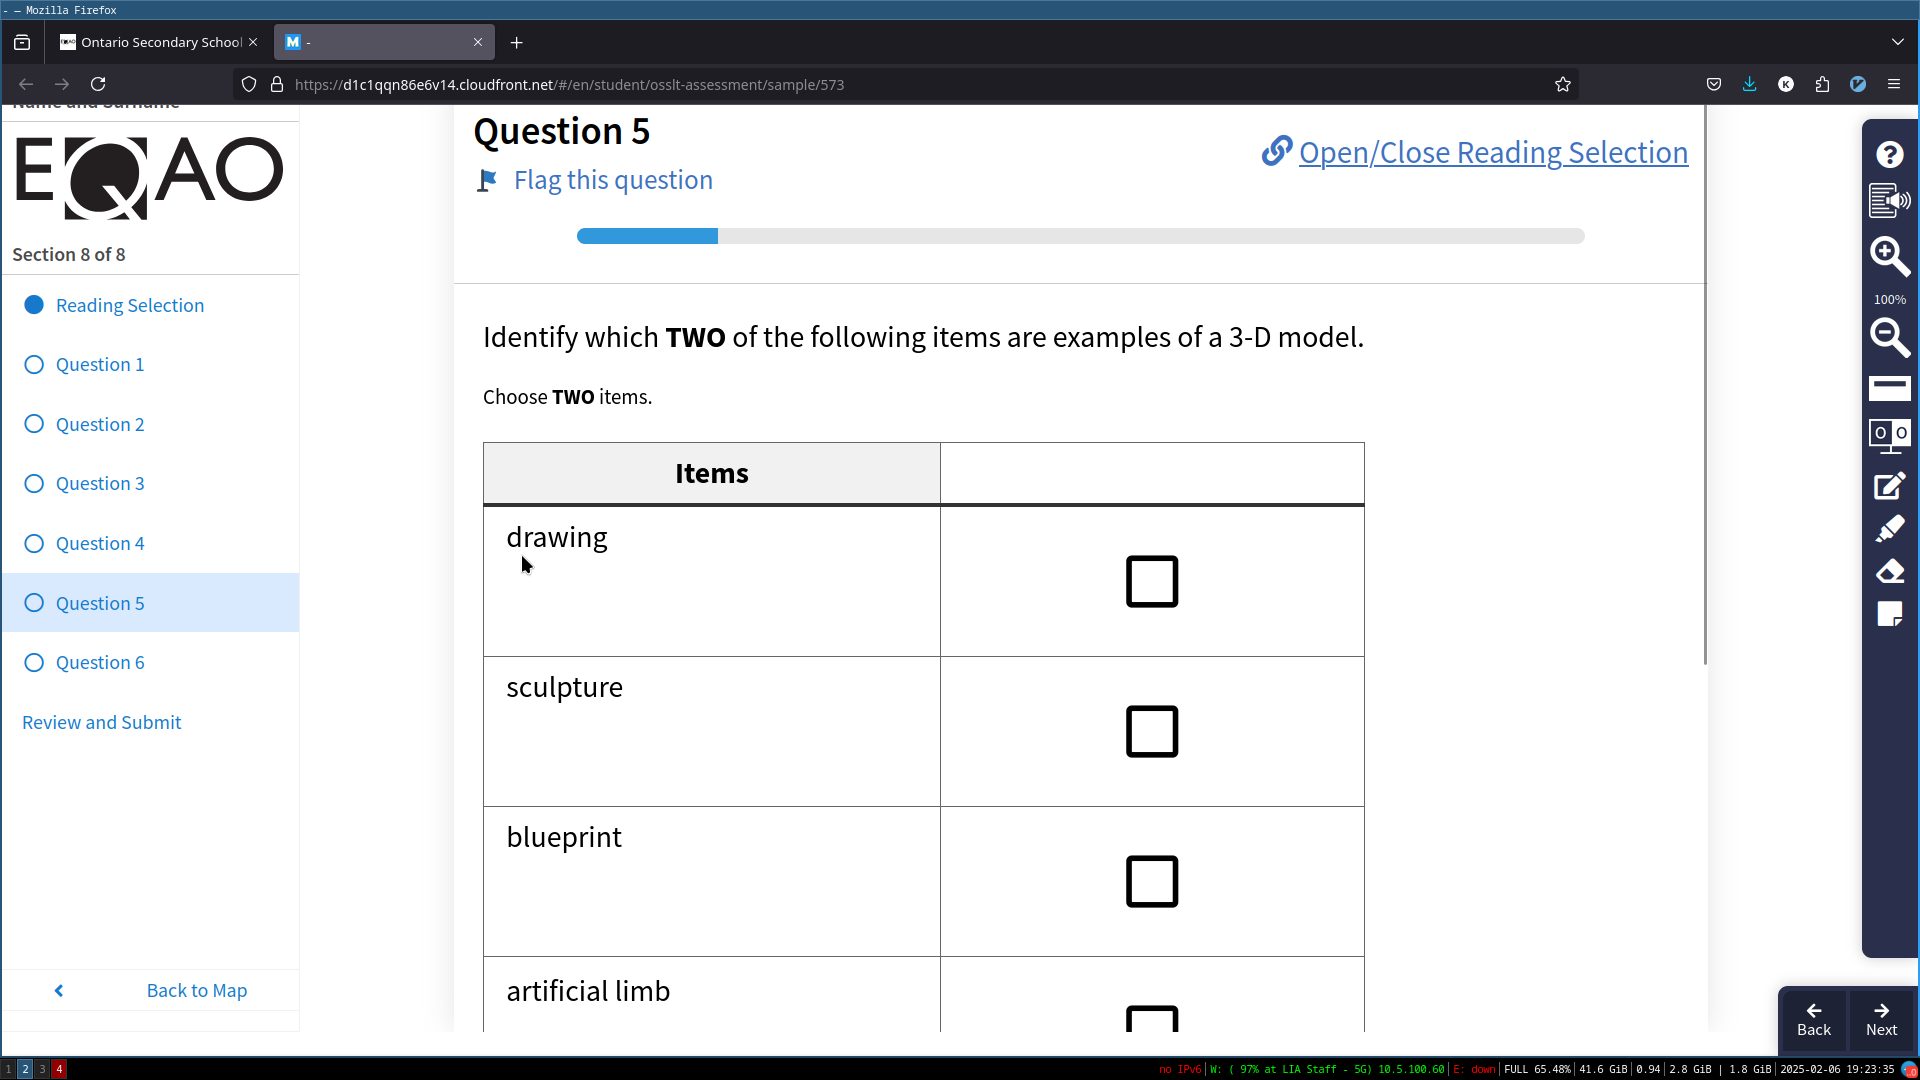 - — Mozilla Firefox
Ontario Secondary School
M -
https://d1c1qqn86e6v14.cloudfront.net/#/en/student/osslt-assessment/sample/573
Name and Surname
EQAO
Section 8 of 8
Reading Selection
Question 1
Question 2
Question 3
Question 4
Question 5
Question 6
Review and Submit
Back to Map
Question 5
Flag this question
Open/Close Reading Selection
Identify which TWO of the following items are examples of a 3-D model.
Choose TWO items.
Items
drawing
sculpture
blueprint
artificial limb
100%
Back
Next
1 2 3 4
no IPv6 | W: ( 97% at LIA Staff - 5G) 10.5.100.60 | E: down | FULL 65.48% | 41.6 GiB | 0.94 | 2.8 GiB | 1.8 GiB | 2025-02-06 19:23:35